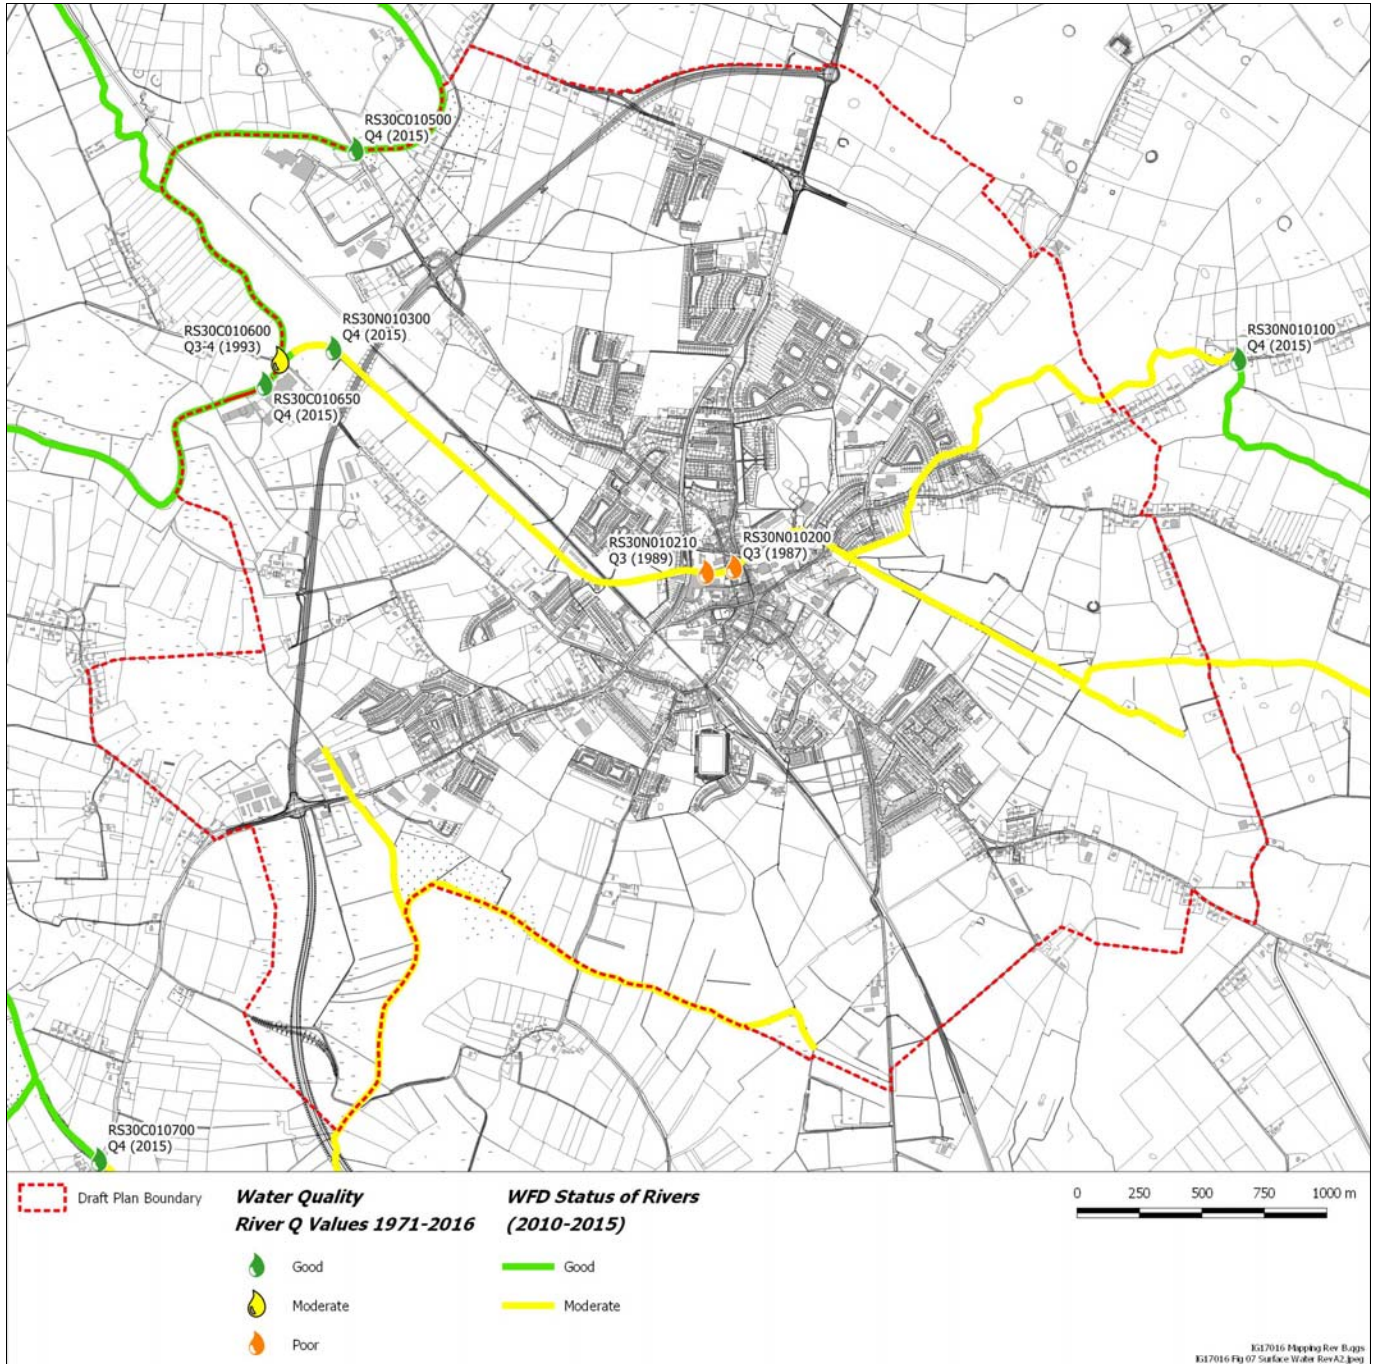 RS30C010500
Q4 (2015)
RS30C010600
Q3-4 (1993)
RS30N010300
Q4 (2015)
RS30C010650
Q4 (2015)
RS30N010100
Q4 (2015)
RS30N010210
Q3 (1989)
RS30N010200
Q3 (1987)
RS30C010700
Q4 (2015)
Draft Plan Boundary
Water Quality
River Q Values 1971-2016
Good
Moderate
Poor
WFD Status of Rivers
(2010-2015)
Good
Moderate
0 250 500 750 1000 m
IG17016 Mapping Rev B.qgs
IG17016 Fig 07 Surface Water RevA2.jpeg